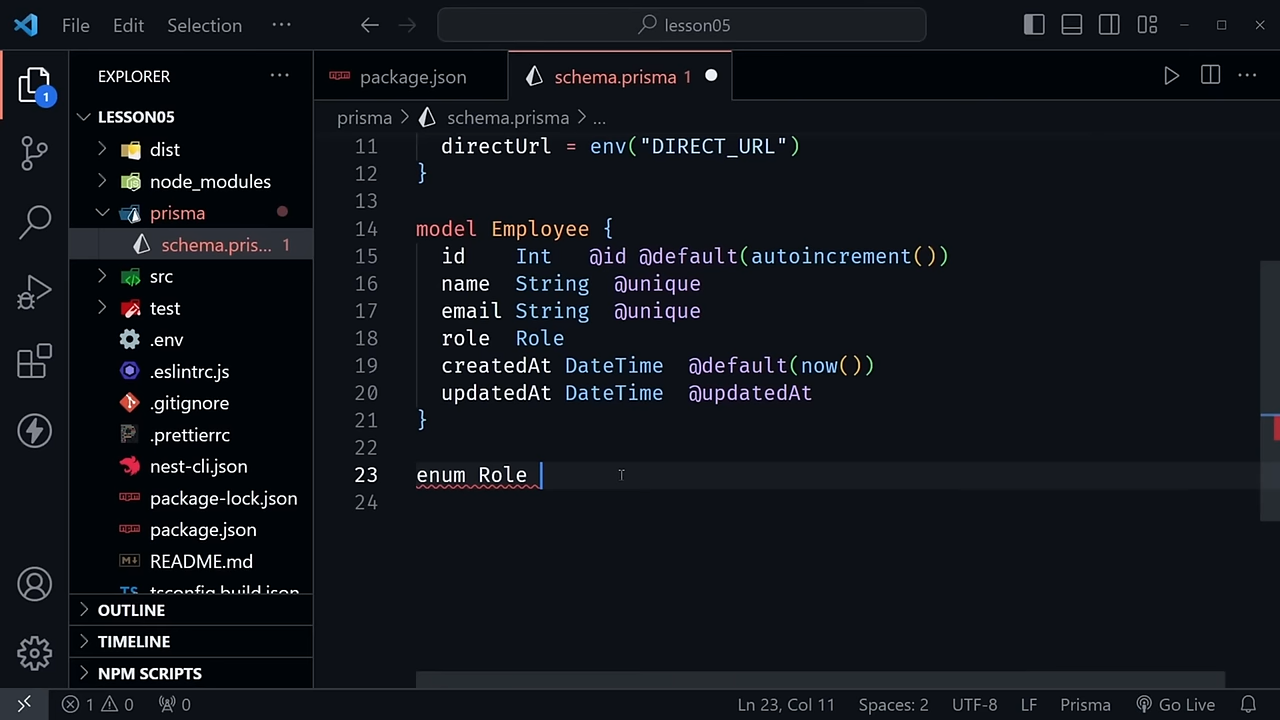 File Edit Selection ··· lesson05
EXPLORER ···
package.json
schema.prisma 1
LESSON05
prisma > schema.prisma > ...
dist
node_modules
prisma
schema.pris... 1
src
test
.env
.eslintrc.js
.gitignore
.prettierrc
nest-cli.json
package-lock.json
package.json
README.md
tsconfig.build.json
OUTLINE
TIMELINE
NPM SCRIPTS
1
11 directUrl = env("DIRECT_URL")
12 }
13
14 model Employee {
15 id Int @id @default(autoincrement())
16 name String @unique
17 email String @unique
18 role Role
19 createdAt DateTime @default(now())
20 updatedAt DateTime @updatedAt
21 }
22
23 enum Role
24
1 0 0 Ln 23, Col 11 Spaces: 2 UTF-8 LF Prisma Go Live